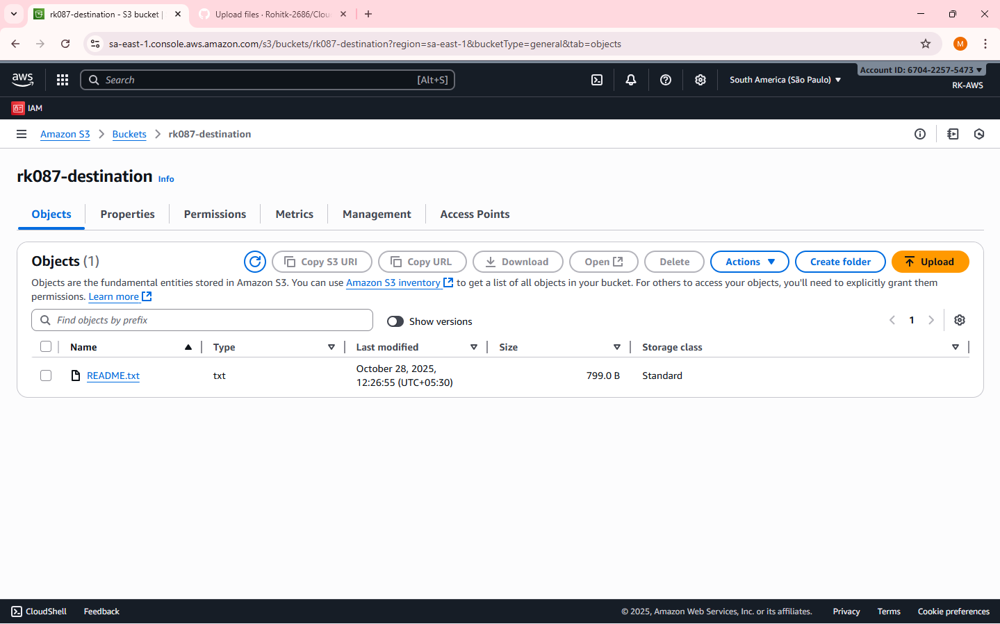 rk087-destination - S3 bucket |
Upload files · Rohitk-2686/Clou
sa-east-1.console.aws.amazon.com/s3/buckets/rk087-destination?region=sa-east-1&bucketType=general&tab=objects
M
aws
Search
[Alt+S]
South America (São Paulo)
Account ID: 6704-2257-5473
RK-AWS
IAM
Amazon S3
Buckets
rk087-destination
rk087-destination Info
Objects
Properties
Permissions
Metrics
Management
Access Points
Objects (1)
Copy S3 URI
Copy URL
Download
Open
Delete
Actions
Create folder
Upload
Objects are the fundamental entities stored in Amazon S3. You can use Amazon S3 inventory to get a list of all objects in your bucket. For others to access your objects, you'll need to explicitly grant them
permissions. Learn more
Find objects by prefix
Show versions
1
Name
Type
Last modified
Size
Storage class
README.txt
txt
October 28, 2025,
12:26:55 (UTC+05:30)
799.0 B
Standard
CloudShell
Feedback
© 2025, Amazon Web Services, Inc. or its affiliates.
Privacy
Terms
Cookie preferences